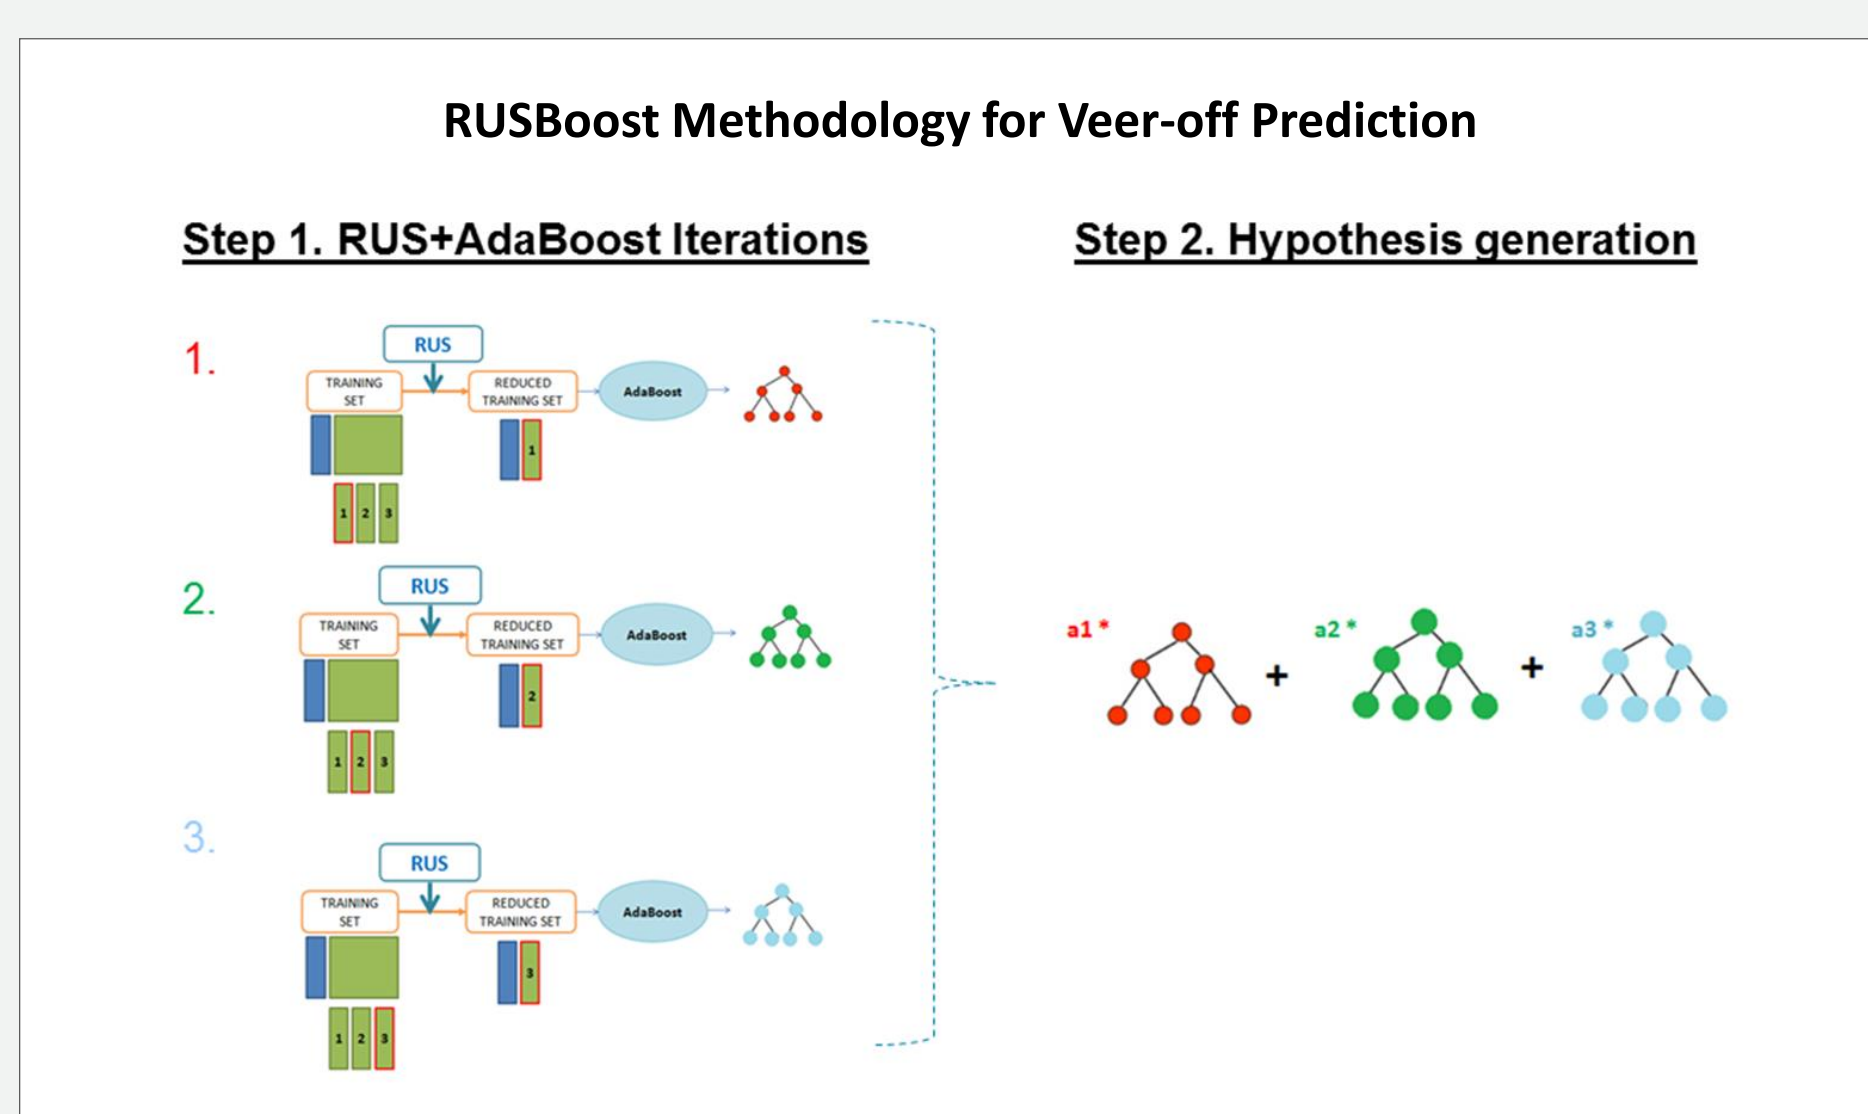 RUSBoost Methodology for Veer-off Prediction
Step 1. RUS+AdaBoost Iterations
Step 2. Hypothesis generation
1.
RUS
TRAINING
SET
REDUCED
TRAINING SET
AdaBoost
1
1 2 3
2.
RUS
TRAINING
SET
REDUCED
TRAINING SET
AdaBoost
2
1 2 3
3.
RUS
TRAINING
SET
REDUCED
TRAINING SET
AdaBoost
3
1 2 3
a1 * + a2 * + a3 *